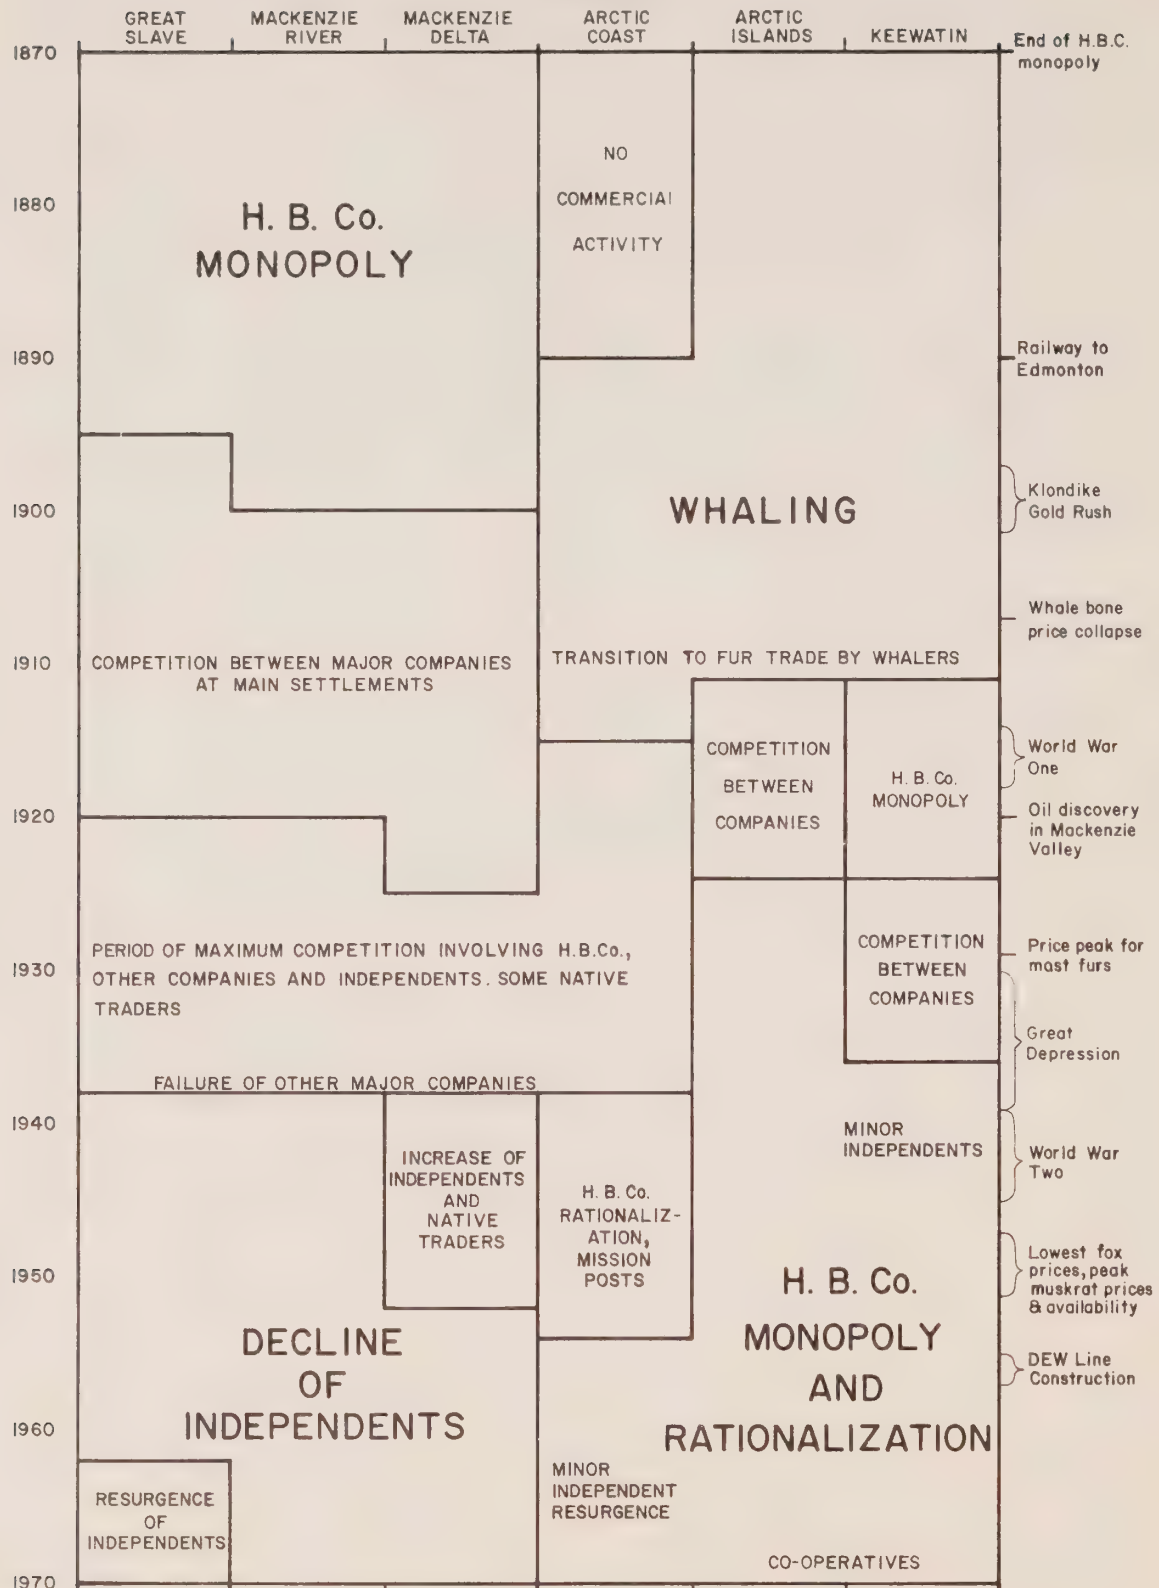 GREAT
SLAVE
MACKENZIE
RIVER
MACKENZIE
DELTA
ARCTIC
COAST
ARCTIC
ISLANDS
KEEWATIN
1870
1880
1890
1900
1910
1920
1930
1940
1950
1960
1970
H. B. Co.
MONOPOLY
NO
COMMERCIAL
ACTIVITY
WHALING
COMPETITION BETWEEN MAJOR COMPANIES
AT MAIN SETTLEMENTS
TRANSITION TO FUR TRADE BY WHALERS
COMPETITION
BETWEEN
COMPANIES
H. B. Co.
MONOPOLY
PERIOD OF MAXIMUM COMPETITION INVOLVING H.B.Co.,
OTHER COMPANIES AND INDEPENDENTS. SOME NATIVE
TRADERS
COMPETITION
BETWEEN
COMPANIES
FAILURE OF OTHER MAJOR COMPANIES
INCREASE OF
INDEPENDENTS
AND
NATIVE
TRADERS
H. B. Co.
RATIONALIZ-
ATION,
MISSION
POSTS
MINOR
INDEPENDENTS
H. B. Co.
MONOPOLY
AND
RATIONALIZATION
DECLINE
OF
INDEPENDENTS
RESURGENCE
OF
INDEPENDENTS
MINOR
INDEPENDENT
RESURGENCE
CO-OPERATIVES
End of H.B.C.
monopoly
Railway to
Edmonton
Klondike
Gold Rush
Whale bone
price collapse
World War
One
Oil discovery
in Mackenzie
Valley
Price peak for
most furs
Great
Depression
World War
Two
Lowest fox
prices, peak
muskrat prices
& availability
DEW Line
Construction